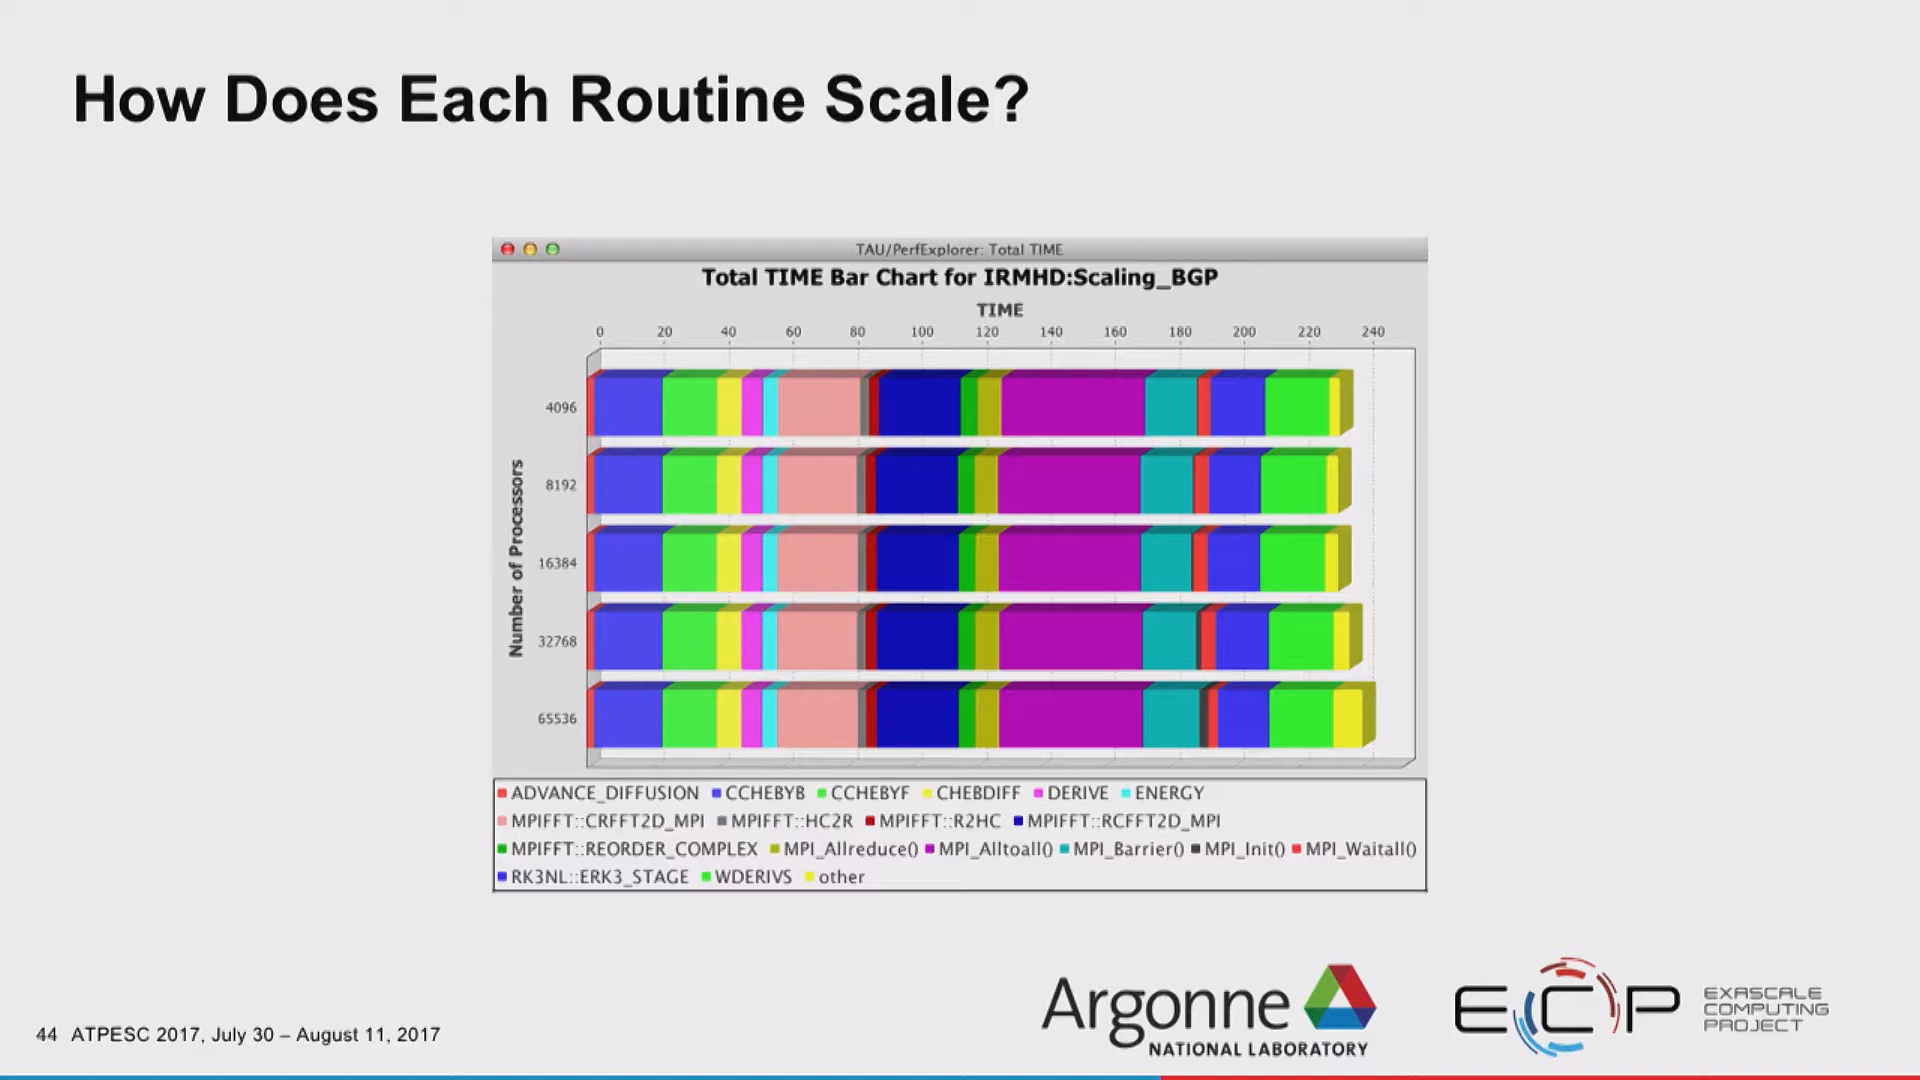 How Does Each Routine Scale?
TAU/PerfExplorer: Total TIME
Total TIME Bar Chart for IRMHD:Scaling_BGP
TIME
0 20 40 60 80 100 120 140 160 180 200 220 240
Number of Processors
4096
8192
16384
32768
65536
ADVANCE_DIFFUSION CCHEBYB CCHEBYF CHEBDIFF DERIVE ENERGY
MPIFFT::CRFFT2D_MPI MPIFFT::HC2R MPIFFT::R2HC MPIFFT::RCFFT2D_MPI
MPIFFT::REORDER_COMPLEX MPI_Allreduce() MPI_Alltoall() MPI_Barrier() MPI_Init() MPI_Waitall()
RK3NL::ERK3_STAGE WDERIVS other
44 ATPESC 2017, July 30 – August 11, 2017
Argonne
NATIONAL LABORATORY
ECP
EXASCALE
COMPUTING
PROJECT